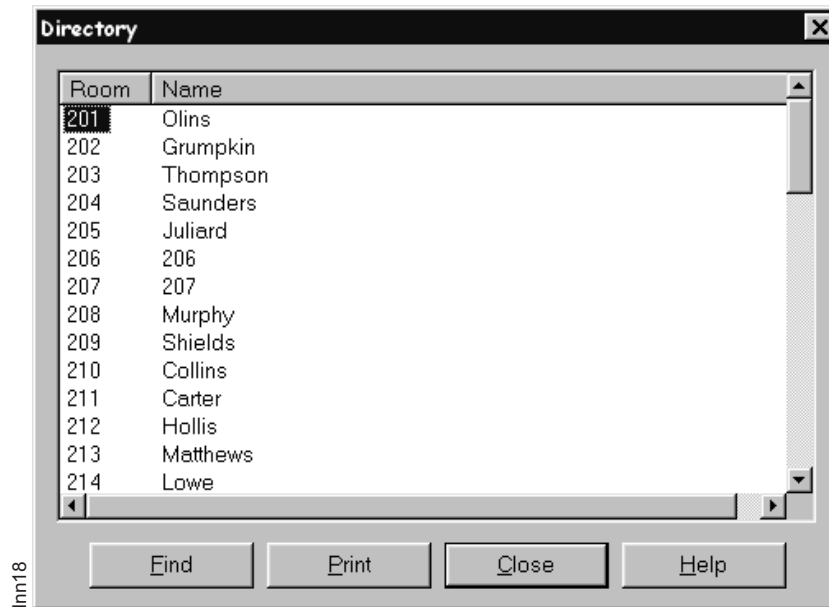 Directory
Room Name
201 Olins
202 Grumpkin
203 Thompson
204 Saunders
205 Juliard
206 206
207 207
208 Murphy
209 Shields
210 Collins
211 Carter
212 Hollis
213 Matthews
214 Lowe
Find Print Close Help
Inn18